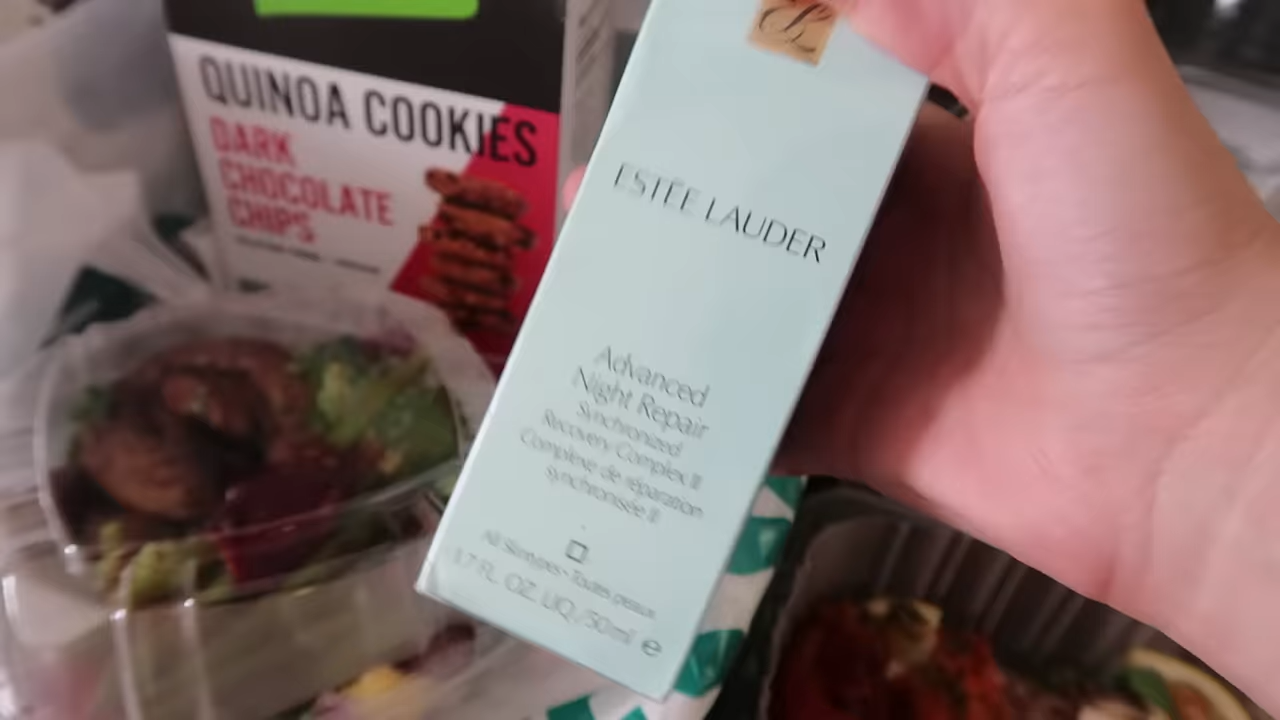 QUINOA COOKIES
DARK
CHOCOLATE
CHIPS
ESTÉE LAUDER
Advanced
Night Repair
Synchronized
Recovery Complex II
Complexe de réparation
synchronisée II
All Skintypes • Toutes peaux
1.7 FL. OZ. LIQ./50ml e